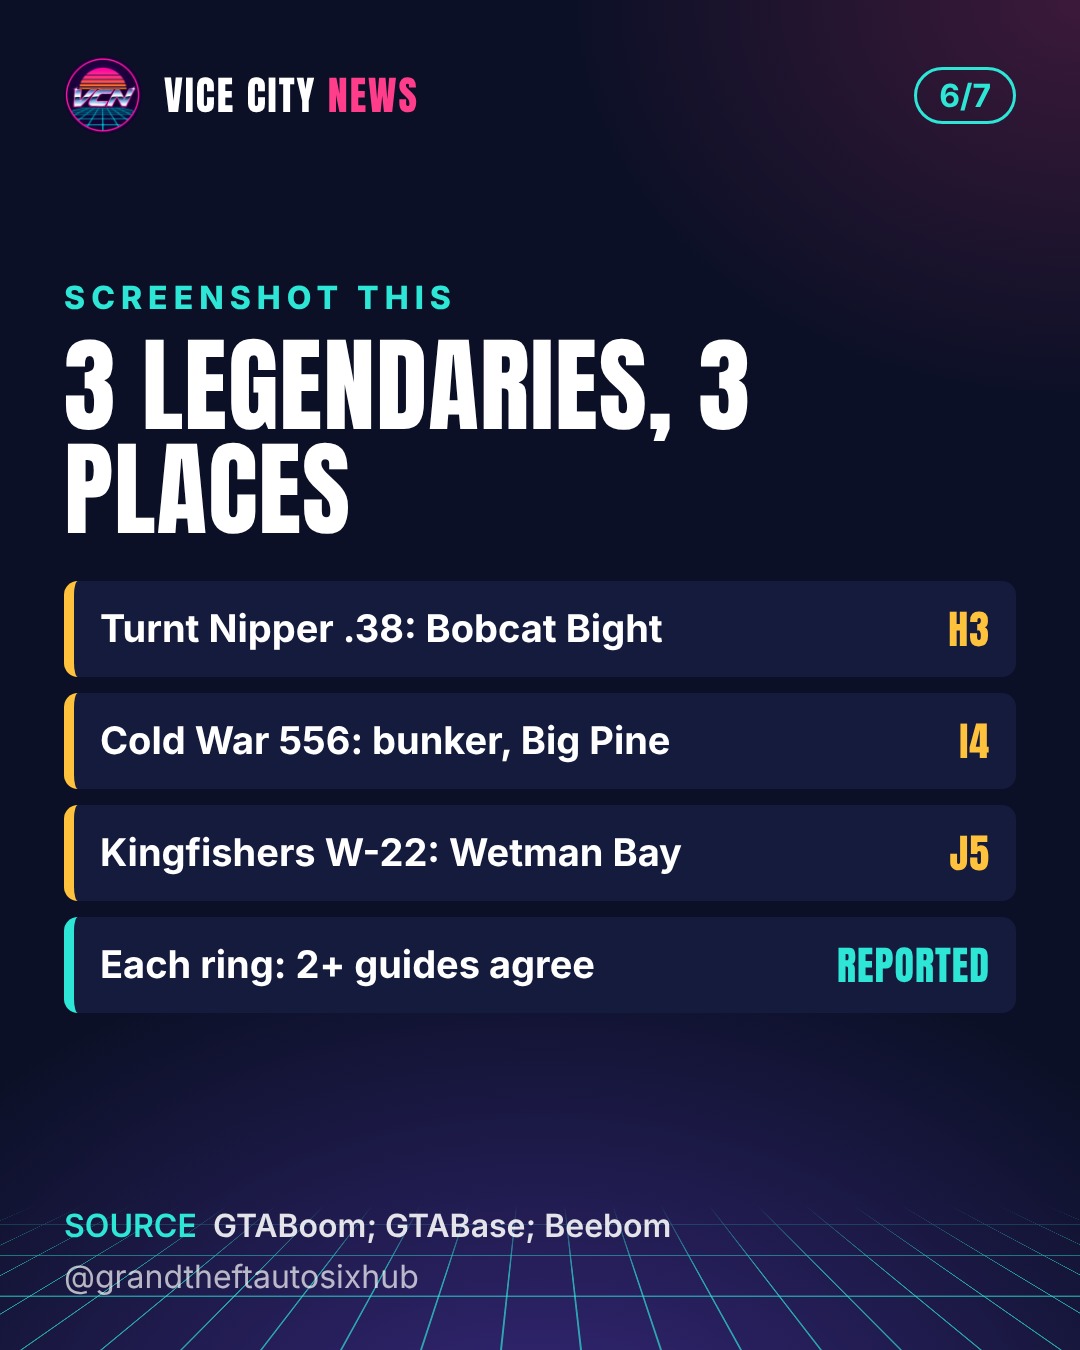 VCN
VICE CITY NEWS
6/7
SCREENSHOT THIS
3 LEGENDARIES, 3
PLACES
Turnt Nipper .38: Bobcat Bight
H3
Cold War 556: bunker, Big Pine
I4
Kingfishers W-22: Wetman Bay
J5
Each ring: 2+ guides agree
REPORTED
SOURCE GTABoom; GTABase; Beebom
@grandtheftautosixhub